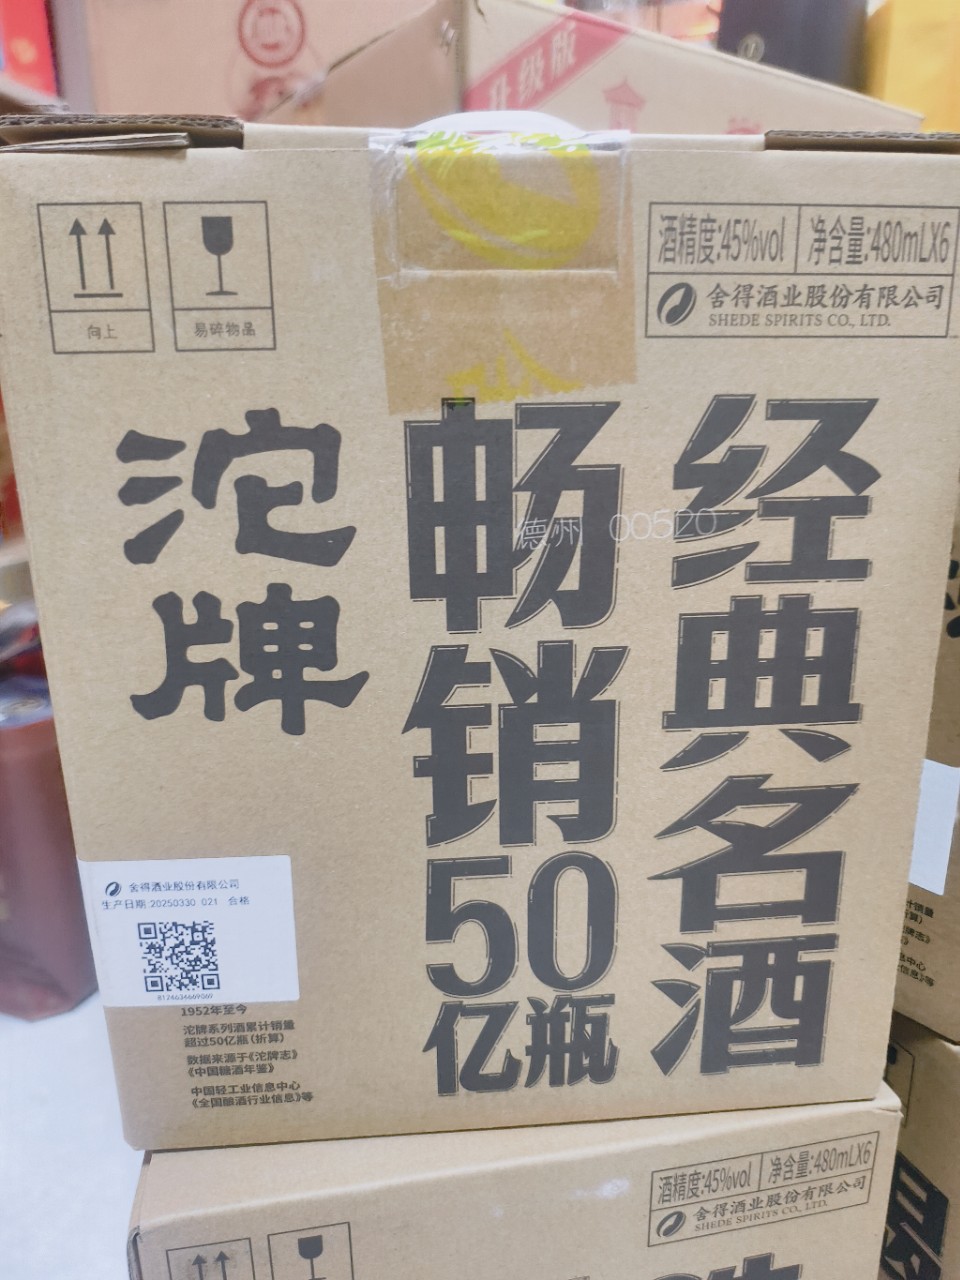 升级版
酒精度:45%vol
净含量:480mLX6
舍得酒业股份有限公司
SHEDE SPIRITS CO., LTD.
向上
易碎物品
经典名酒
畅销50亿瓶
沱牌
德州 00520
舍得酒业股份有限公司
生产日期:20250330 021 合格
8124634669069
1952年至今
沱牌系列酒累计销量
超过50亿瓶(折算)
数据来源于《沱牌志》
《中国糖酒年鉴》
中国轻工业信息中心
《全国酿酒行业信息》等
酒精度:45%vol
净含量:480mLX6
舍得酒业股份有限公司
SHEDE SPIRITS CO., LTD.